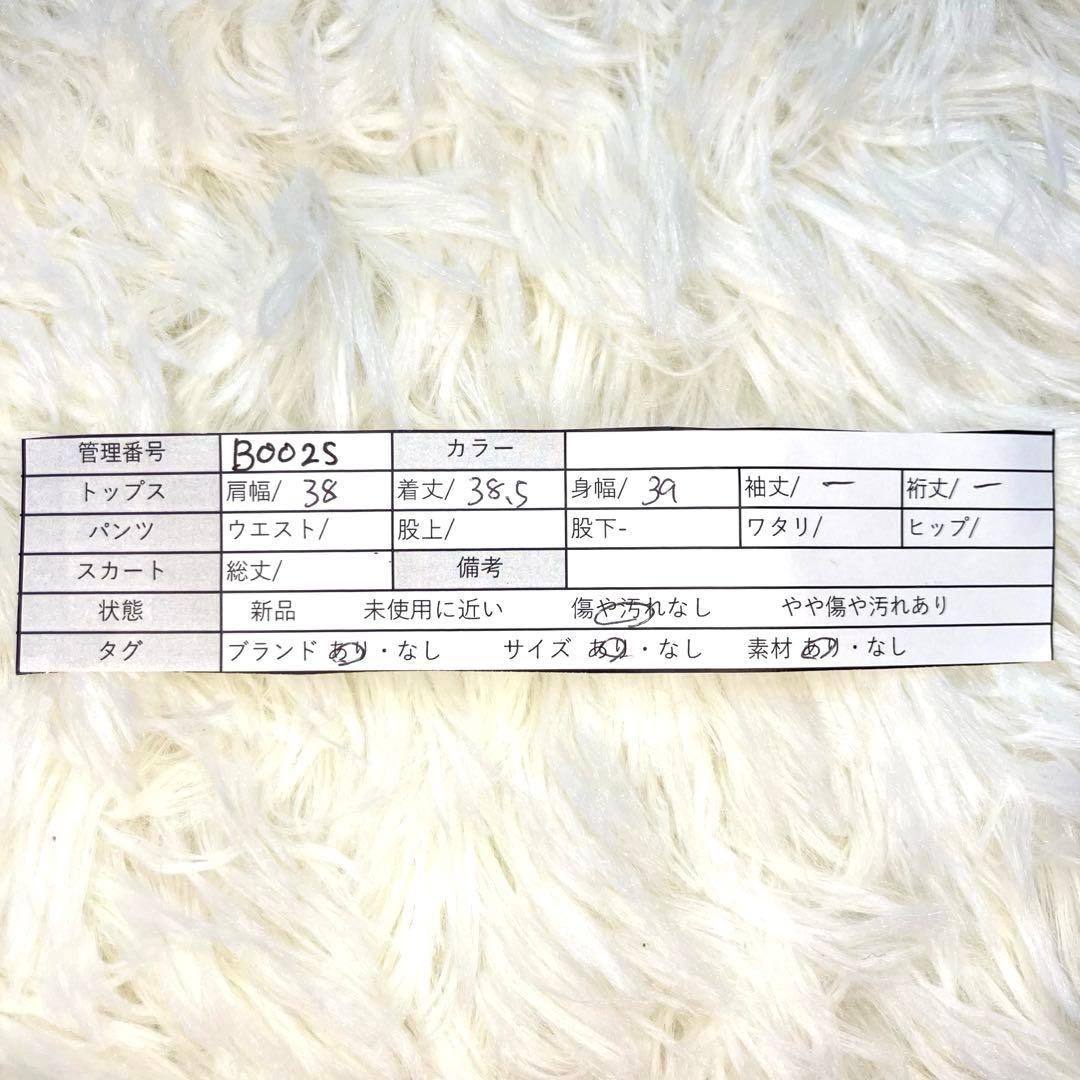 管理番号 B002S カラー
トップス 肩幅/ 38 着丈/ 38.5 身幅/ 39 袖丈/ ー 裄丈/ ー
パンツ ウエスト/ 股上/ 股下- ワタリ/ ヒップ/
スカート 総丈/ 備考
状態 新品 未使用に近い 傷や汚れなし やや傷や汚れあり
タグ ブランド あり・なし サイズ あり・なし 素材 あり・なし